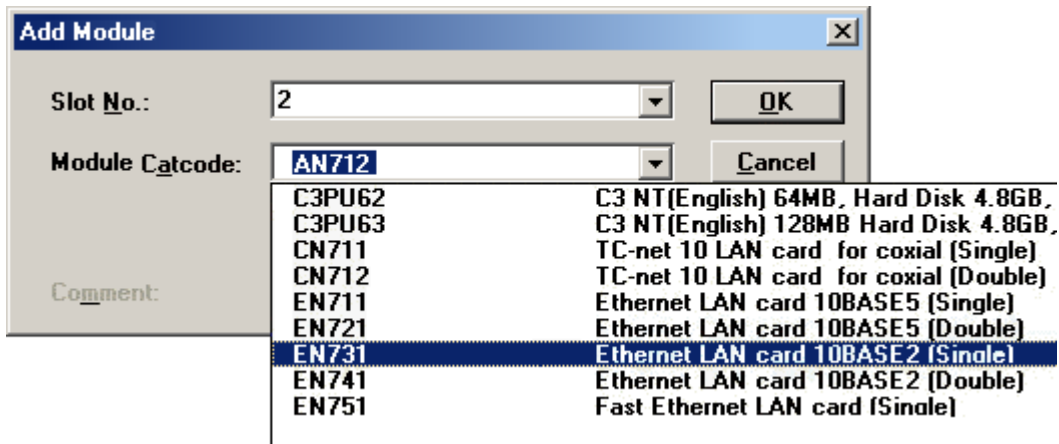 Add Module
Slot No.: 2 OK
Module Catcode: AN712 Cancel
C3PU62 C3 NT(English) 64MB, Hard Disk 4.8GB,
C3PU63 C3 NT(English) 128MB Hard Disk 4.8GB,
CN711 TC-net 10 LAN card for coxial (Single)
CN712 TC-net 10 LAN card for coxial (Double)
Comment:
EN711 Ethernet LAN card 10BASE5 (Single)
EN721 Ethernet LAN card 10BASE5 (Double)
EN731 Ethernet LAN card 10BASE2 (Single)
EN741 Ethernet LAN card 10BASE2 (Double)
EN751 Fast Ethernet LAN card (Single)